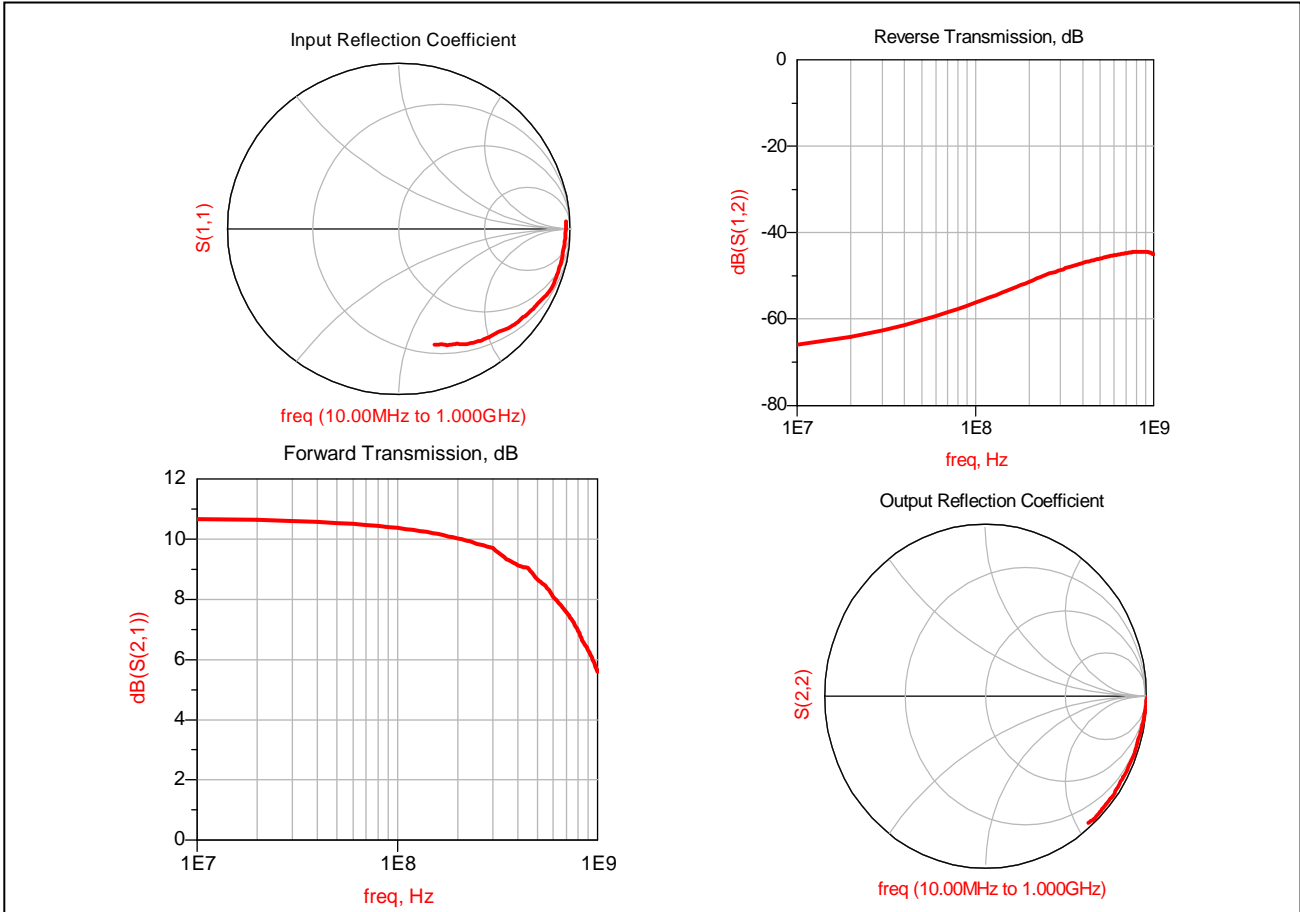 Input Reflection Coefficient
S(1,1)
freq (10.00MHz to 1.000GHz)
Reverse Transmission, dB
0
-20
-40
-60
-80
dB(S(1,2))
1E7
1E8
1E9
freq, Hz
Forward Transmission, dB
12
10
8
6
4
2
0
dB(S(2,1))
1E7
1E8
1E9
freq, Hz
Output Reflection Coefficient
S(2,2)
freq (10.00MHz to 1.000GHz)